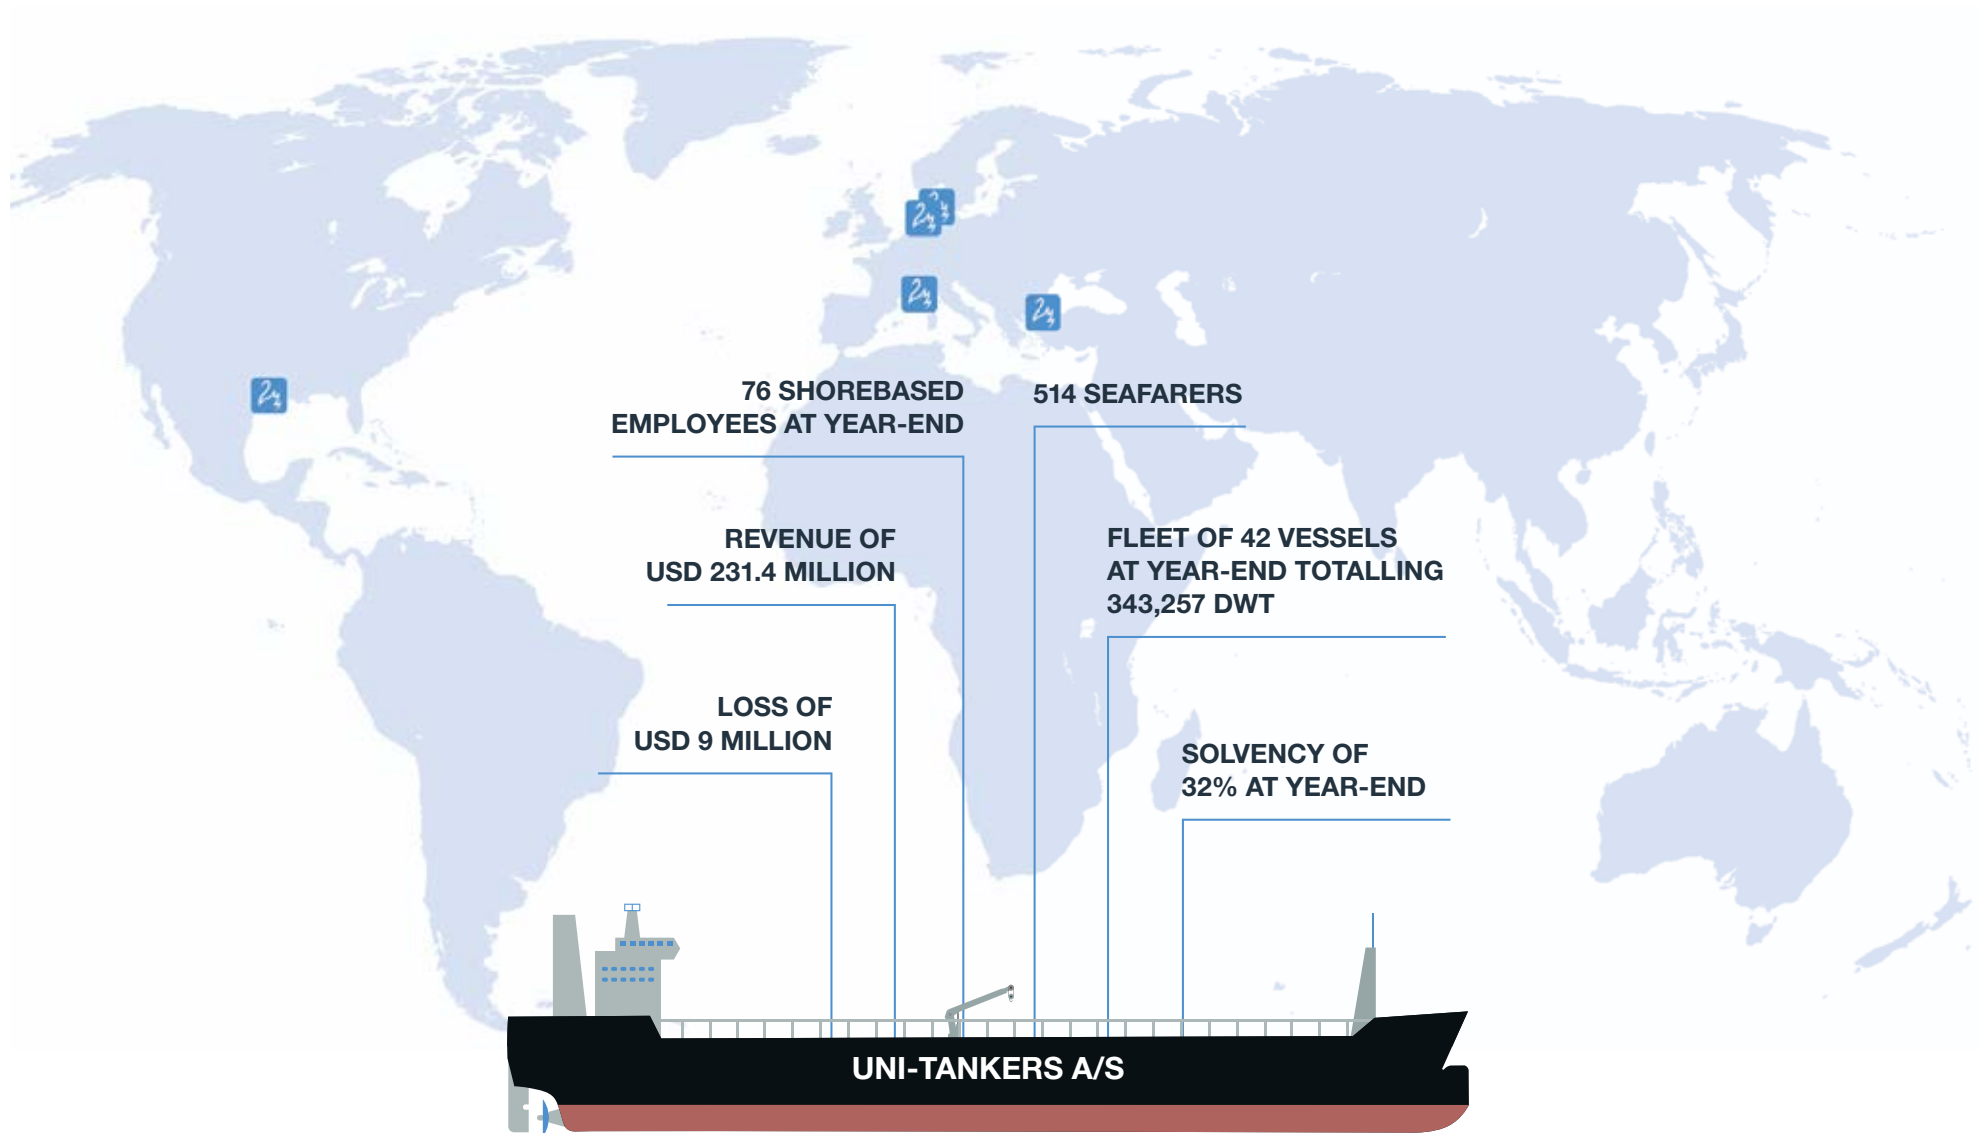 76 SHOREBASED
EMPLOYEES AT YEAR-END
514 SEAFARERS
REVENUE OF
USD 231.4 MILLION
FLEET OF 42 VESSELS
AT YEAR-END TOTALLING
343,257 DWT
LOSS OF
USD 9 MILLION
SOLVENCY OF
32% AT YEAR-END
UNI-TANKERS A/S